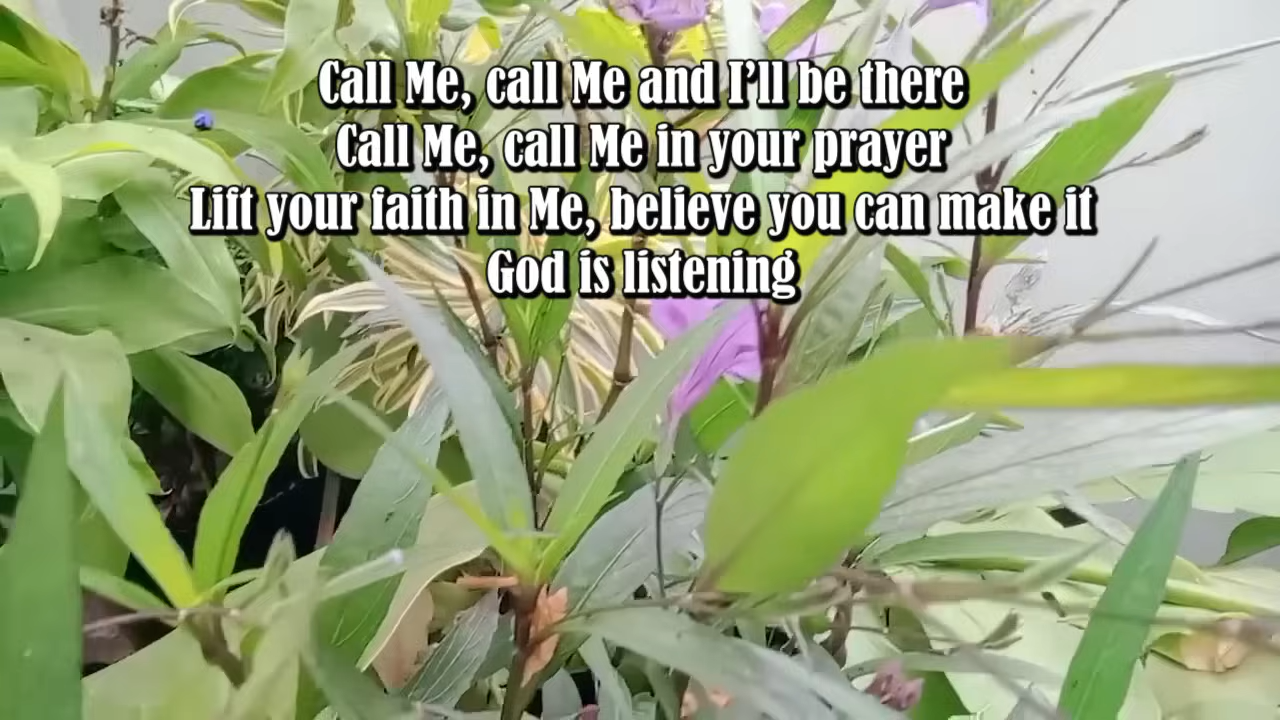 Call Me, call Me and I’ll be there
Call Me, call Me in your prayer
Lift your faith in Me, believe you can make it
God is listening